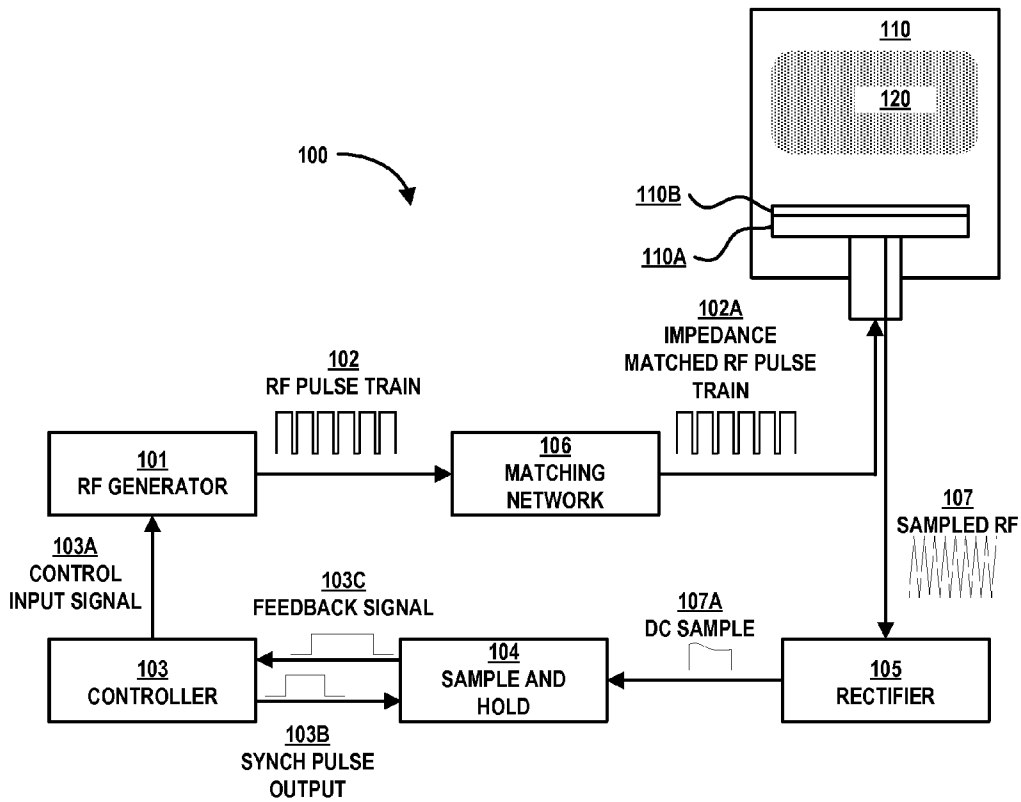 110
120
100
110B
110A
102A
IMPEDANCE
MATCHED RF PULSE
TRAIN
102
RF PULSE TRAIN
101
RF GENERATOR
106
MATCHING
NETWORK
107
SAMPLED RF
103A
CONTROL
INPUT SIGNAL
103C
FEEDBACK SIGNAL
107A
DC SAMPLE
103
CONTROLLER
104
SAMPLE AND
HOLD
105
RECTIFIER
103B
SYNCH PULSE
OUTPUT